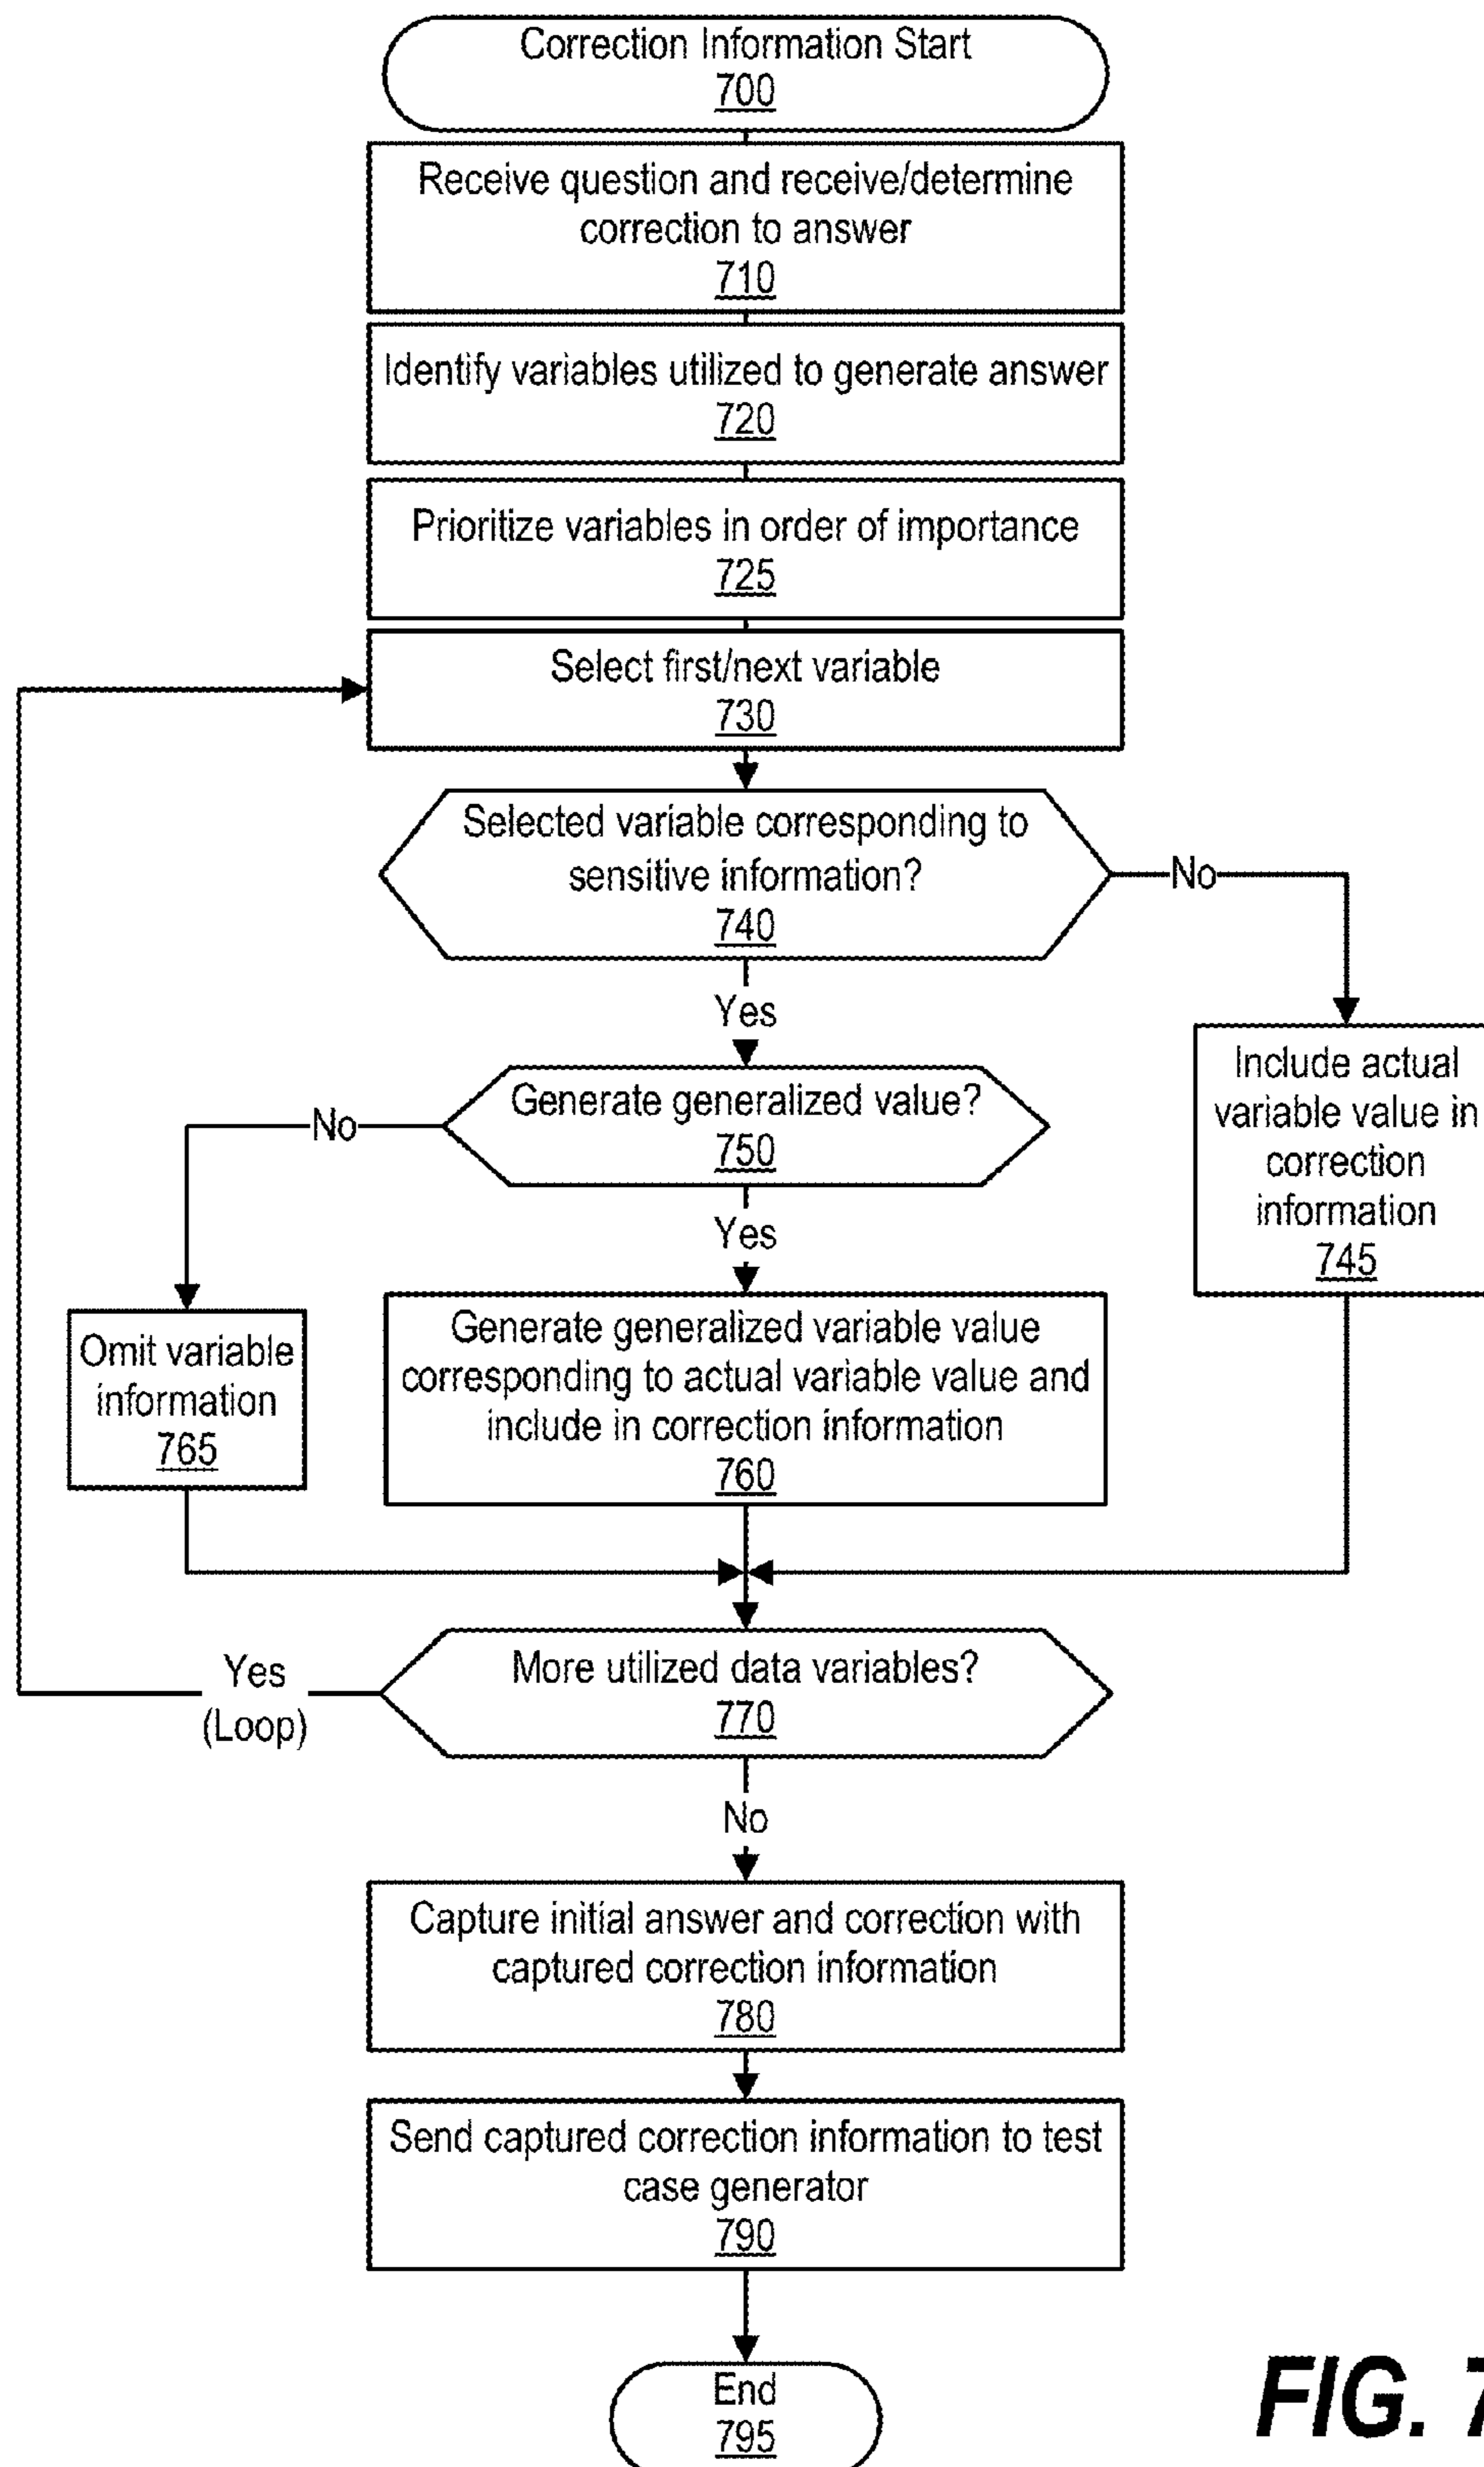 Correction Information Start
700
Receive question and receive/determine
correction to answer
710
Identify variables utilized to generate answer
720
Prioritize variables in order of importance
725
Select first/next variable
730
Selected variable corresponding to
sensitive information?
740
No
Yes
Include actual
variable value in
correction
information
745
Generate generalized value?
750
No
Yes
Omit variable
information
765
Generate generalized variable value
corresponding to actual variable value and
include in correction information
760
More utilized data variables?
770
Yes
(Loop)
No
Capture initial answer and correction with
captured correction information
780
Send captured correction information to test
case generator
790
End
795
FIG. 7